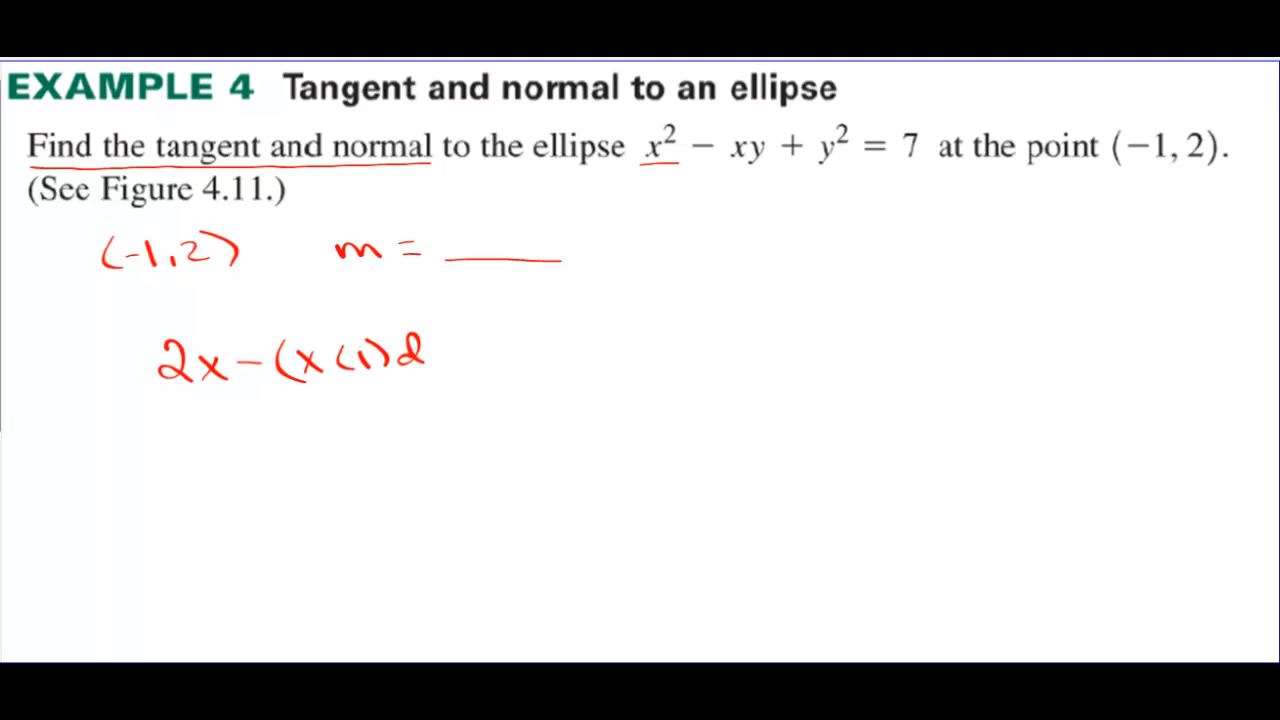 EXAMPLE 4 Tangent and normal to an ellipse
Find the tangent and normal to the ellipse x² − xy + y² = 7 at the point (−1, 2).
(See Figure 4.11.)
(-1,2) m = ____
2x - (x(1)d